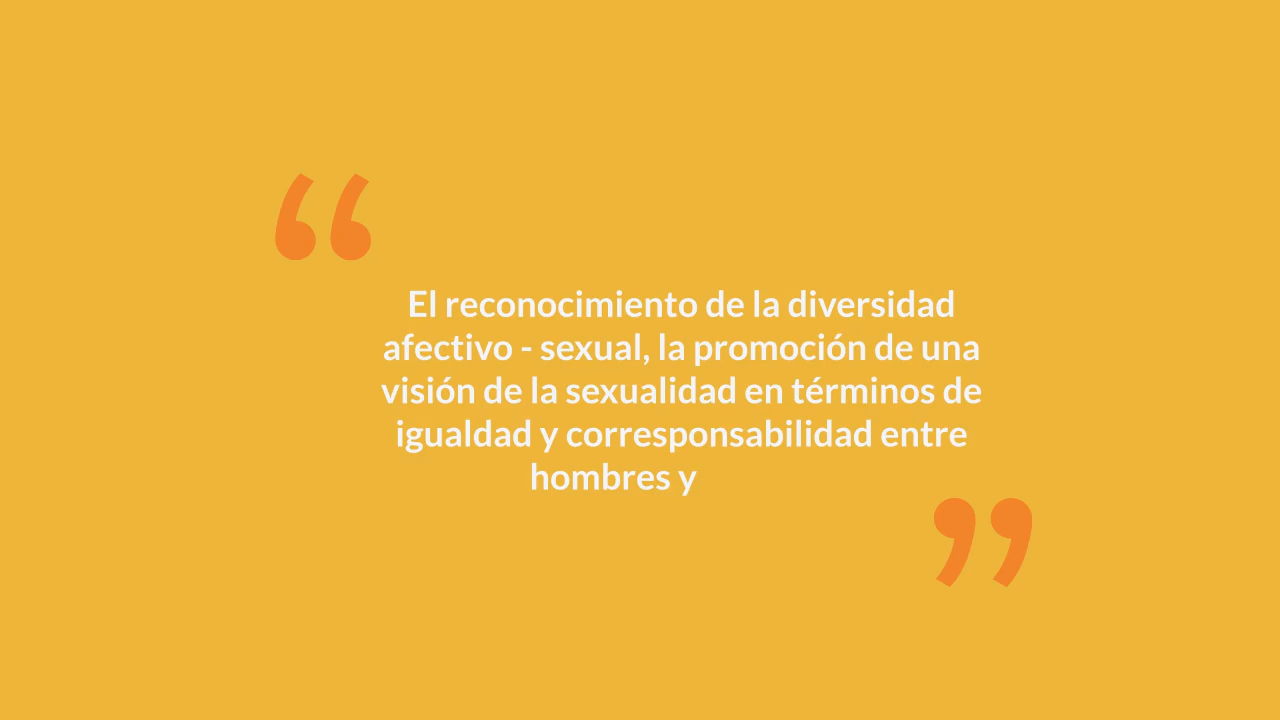 El reconocimiento de la diversidad
afectivo - sexual, la promoción de una
visión de la sexualidad en términos de
igualdad y corresponsabilidad entre
hombres y